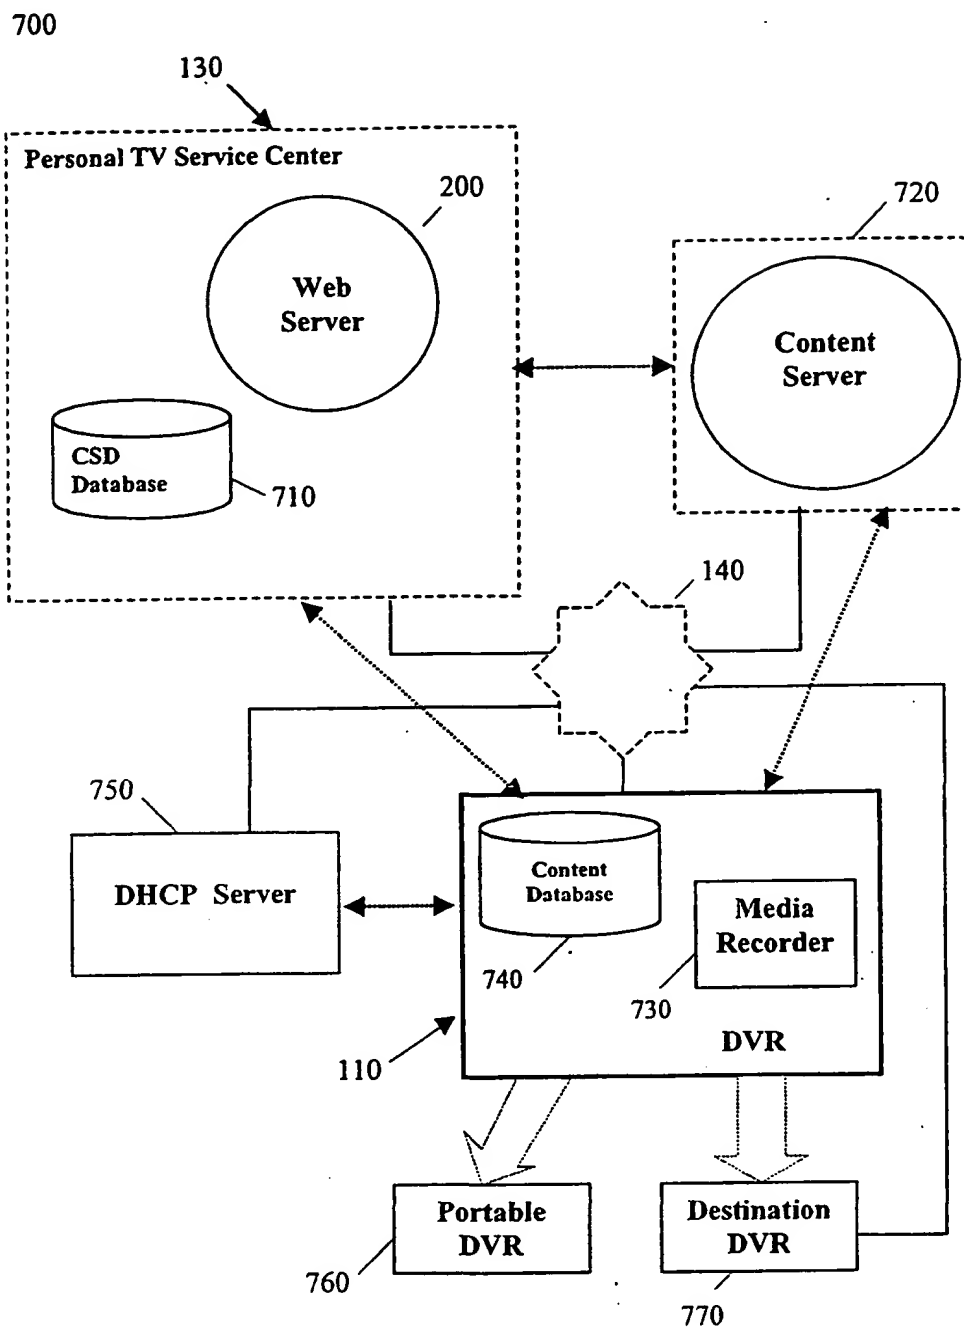 700
130
Personal TV Service Center
200
Web
Server
CSD
Database
710
720
Content
Server
140
750
DHCP Server
Content
Database
740
Media
Recorder
730
DVR
110
Portable
DVR
760
Destination
DVR
770